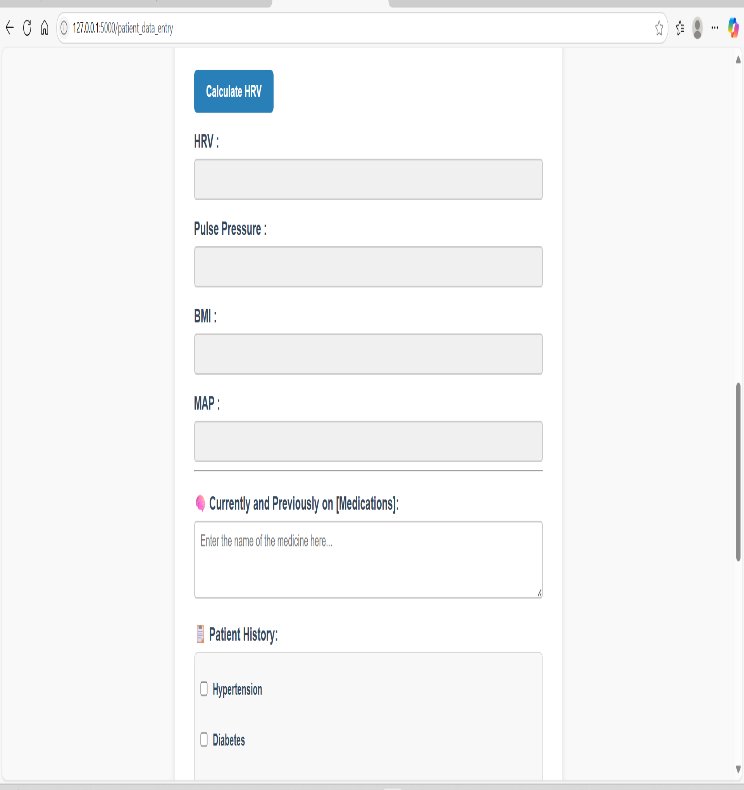 127.0.0.1:5000/patient_data_entry
Calculate HRV
HRV :
Pulse Pressure :
BMI :
MAP :
Currently and Previously on [Medications]:
Enter the name of the medicine here...
Patient History:
Hypertension
Diabetes